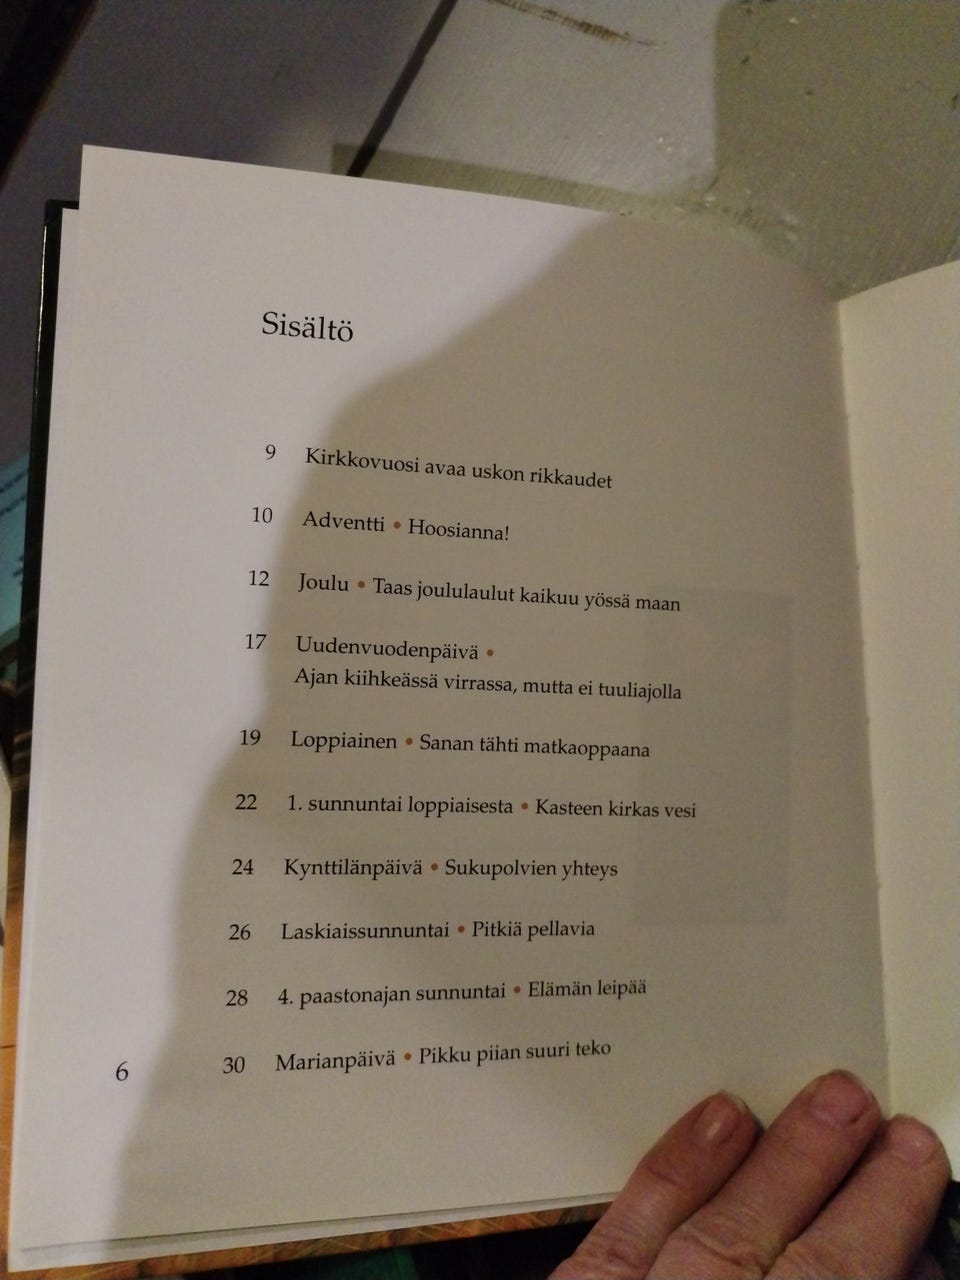 Sisältö
9 Kirkkovuosi avaa uskon rikkaudet
10 Adventti • Hoosianna!
12 Joulu • Taas joululaulut kaikuu yössä maan
17 Uudenvuodenpäivä •
Ajan kiihkeässä virrassa, mutta ei tuuliajolla
19 Loppiainen • Sanan tähti matkaoppaana
22 1. sunnuntai loppiaisesta • Kasteen kirkas vesi
24 Kynttilänpäivä • Sukupolvien yhteys
26 Laskiaissunnuntai • Pitkiä pellavia
28 4. paastonajan sunnuntai • Elämän leipää
30 Marianpäivä • Pikku piian suuri teko
6